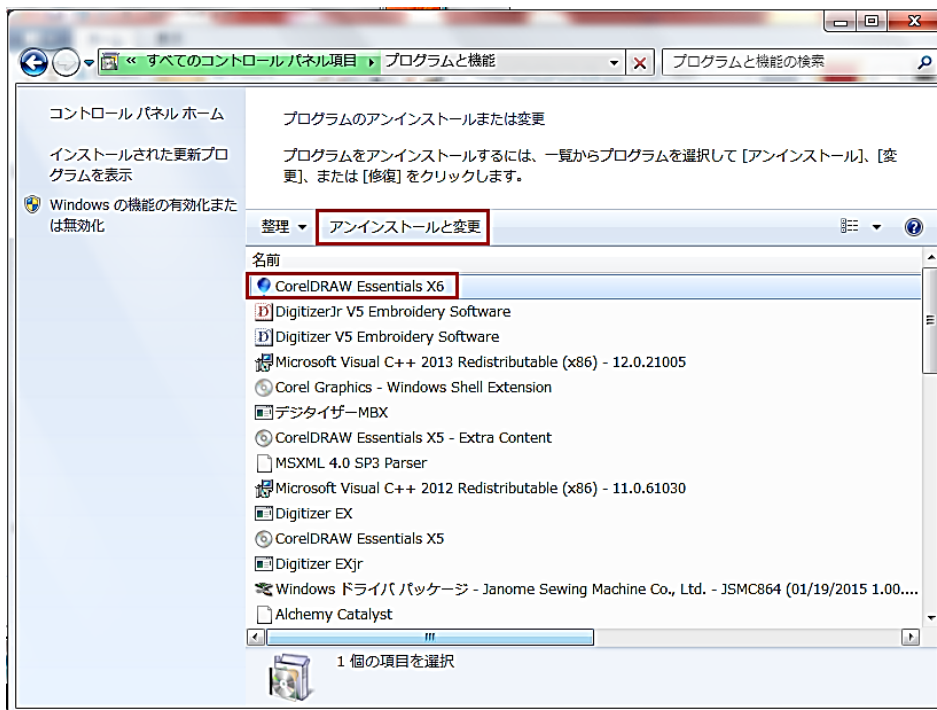 « すべてのコントロール パネル項目 ▸ プログラムと機能
プログラムと機能の検索
コントロール パネル ホーム
インストールされた更新プロ
グラムを表示
Windows の機能の有効化また
は無効化
プログラムのアンインストールまたは変更
プログラムをアンインストールするには、一覧からプログラムを選択して [アンインストール]、[変
更]、または [修復] をクリックします。
整理 ▼ アンインストールと変更
名前
CorelDRAW Essentials X6
DigitizerJr V5 Embroidery Software
Digitizer V5 Embroidery Software
Microsoft Visual C++ 2013 Redistributable (x86) - 12.0.21005
Corel Graphics - Windows Shell Extension
デジタイザーMBX
CorelDRAW Essentials X5 - Extra Content
MSXML 4.0 SP3 Parser
Microsoft Visual C++ 2012 Redistributable (x86) - 11.0.61030
Digitizer EX
CorelDRAW Essentials X5
Digitizer EXjr
Windows ドライバ パッケージ - Janome Sewing Machine Co., Ltd. - JSMC864 (01/19/2015 1.00....
Alchemy Catalyst
1 個の項目を選択